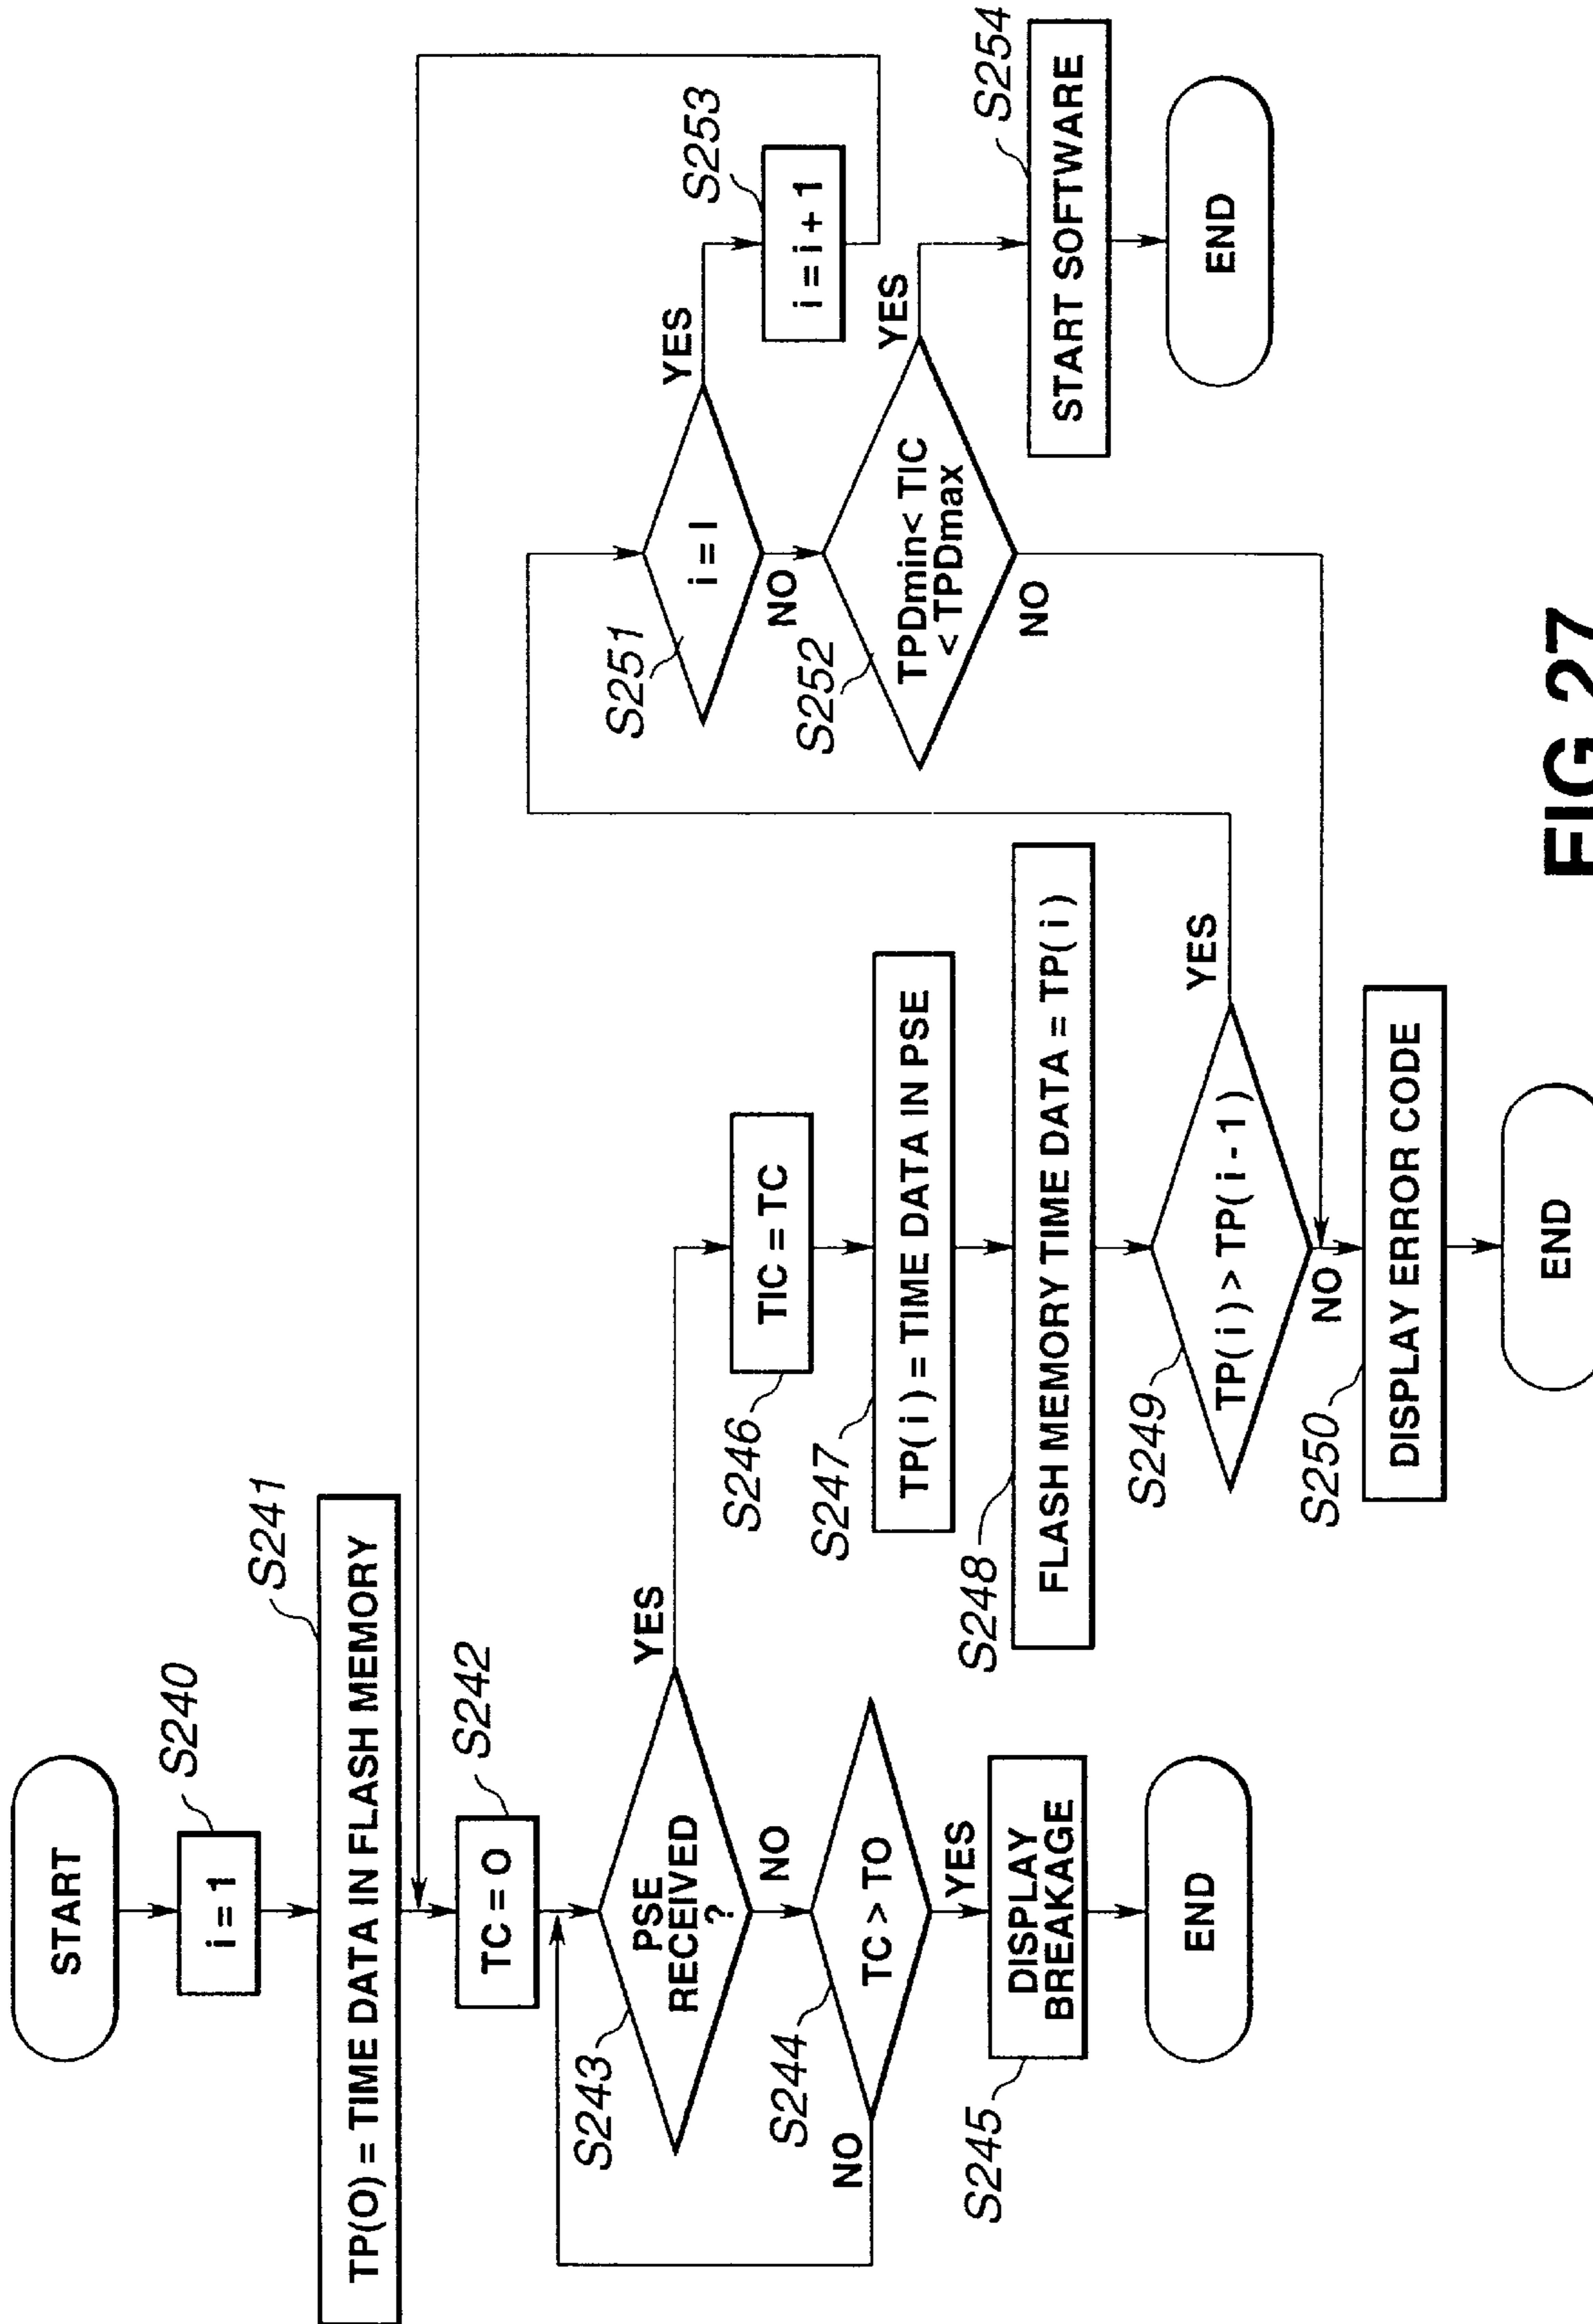 START
S240
i = 1
S241
TP(O) = TIME DATA IN FLASH MEMORY
S242
TC = O
S243
PSE
RECEIVED
?
YES
NO
S244
TC > TO
NO
YES
S245
DISPLAY
BREAKAGE
END
S246
TIC = TC
S247
TP( i ) = TIME DATA IN PSE
S248
FLASH MEMORY TIME DATA = TP( i )
S249
TP( i ) > TP( i - 1 )
YES
NO
S250
DISPLAY ERROR CODE
END
S251
i = I
YES
NO
S253
i = i + 1
S252
TPDmin< TIC
< TPDmax
YES
NO
S254
START SOFTWARE
END
FIG.27